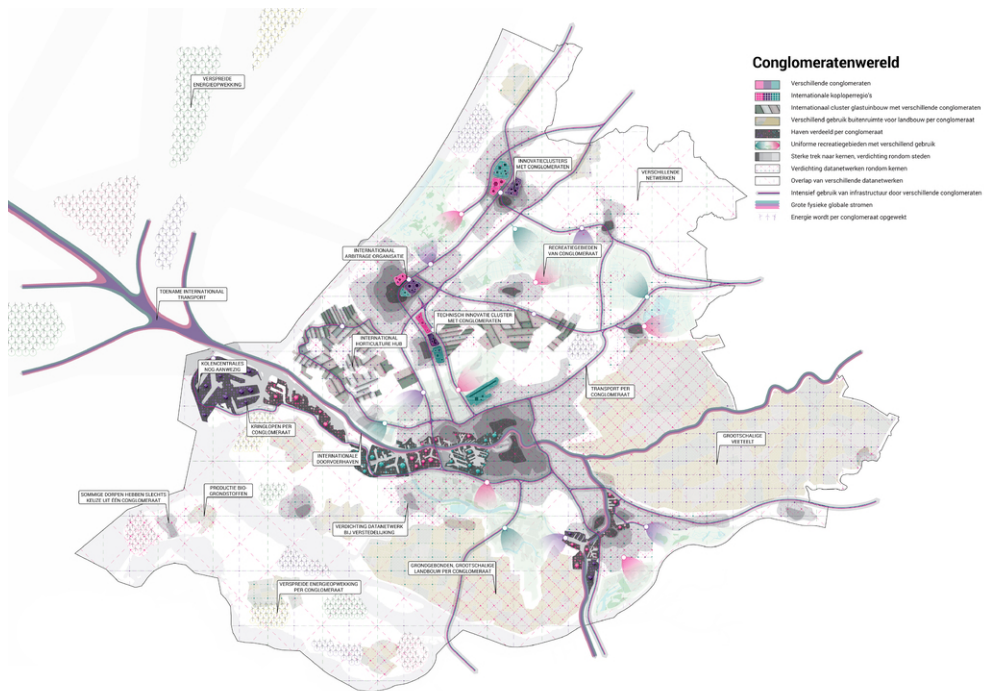 Conglomeratenwereld
Verschillende conglomeraten
Internationale koploperregio's
Internationaal cluster glastuinbouw met verschillende conglomeraten
Verschillend gebruik buitenruimte voor landbouw per conglomeraat
Haven verdeeld per conglomeraat
Uniforme recreatiegebieden met verschillend gebruik
Sterke trek naar kernen, verdichting rondom steden
Verdichting datanetwerken rondom kernen
Overlap van verschillende datanetwerken
Intensief gebruik van infrastructuur door verschillende conglomeraten
Grote fysieke globale stromen
Energie wordt per conglomeraat opgewekt
VERSPREIDE
ENERGIEOPWEKKING
INNOVATIECLUSTERS
MET CONGLOMERATEN
VERSCHILLENDE
NETWERKEN
INTERNATIONAAL
ARBITRAGE-ORGANISATIE
RECREATIEGEBIEDEN
VAN CONGLOMERAAT
TOENAME INTERNATIONAAL
TRANSPORT
TECHNISCH INNOVATIE CLUSTER
MET CONGLOMERATEN
INTERNATIONAL
HORTICULTURE HUB
KOLENCENTRALES
NOG AANWEZIG
TRANSPORT PER
CONGLOMERAAT
KRINGLOPEN PER
CONGLOMERAAT
GROOTSCHALIGE
VEETEELT
INTERNATIONALE
DOORVOERHAVEN
SOMMIGE DORPEN HEBBEN SLECHTS
KEUZE UIT ÉÉN CONGLOMERAAT
PRODUCTIE BIO-
GRONDSTOFFEN
VERDICHTING DATANETWERK
BIJ VERSTEDELIJKING
GRONDGEBONDEN, GROOTSCHALIGE
LANDBOUW PER CONGLOMERAAT
VERSPREIDE ENERGIEOPWEKKING
PER CONGLOMERAAT